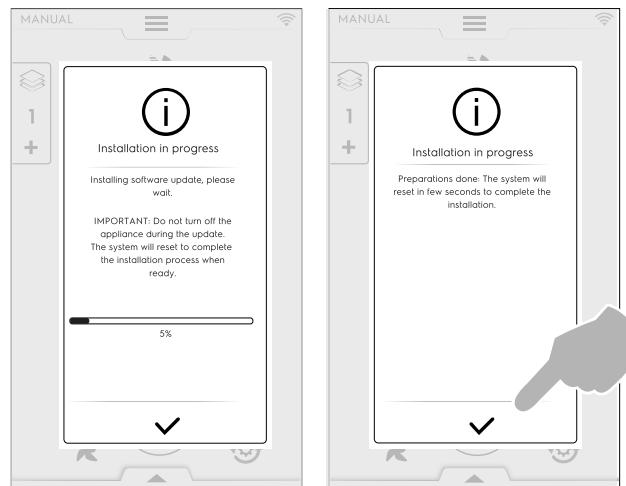 MANUAL
1
+
Installation in progress
Installing software update, please
wait.
IMPORTANT: Do not turn off the
appliance during the update.
The system will reset to complete
the installation process when
ready.
5%
MANUAL
1
+
Installation in progress
Preparations done: The system will
reset in few seconds to complete the
installation.